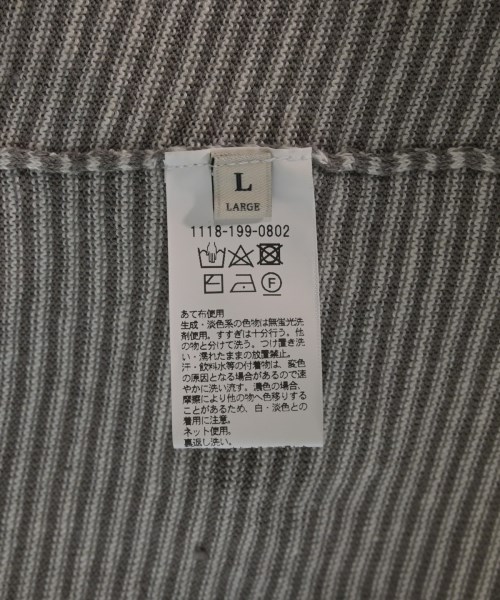 L
LARGE
1118-199-0802
F
あて布使用
生成・淡色系の色物は無蛍光洗
剤使用。すすぎは十分行う。他
の物と分けて洗う。つけ置き洗
い・濡れたままの放置禁止。
汗・飲料水等の付着物は、変色
の原因となる場合があるので速
やかに洗い流す。濃色の場合、
摩擦により他の物へ色移りする
ことがあるため、白・淡色との
着用に注意。
ネット使用。
裏返し洗い。